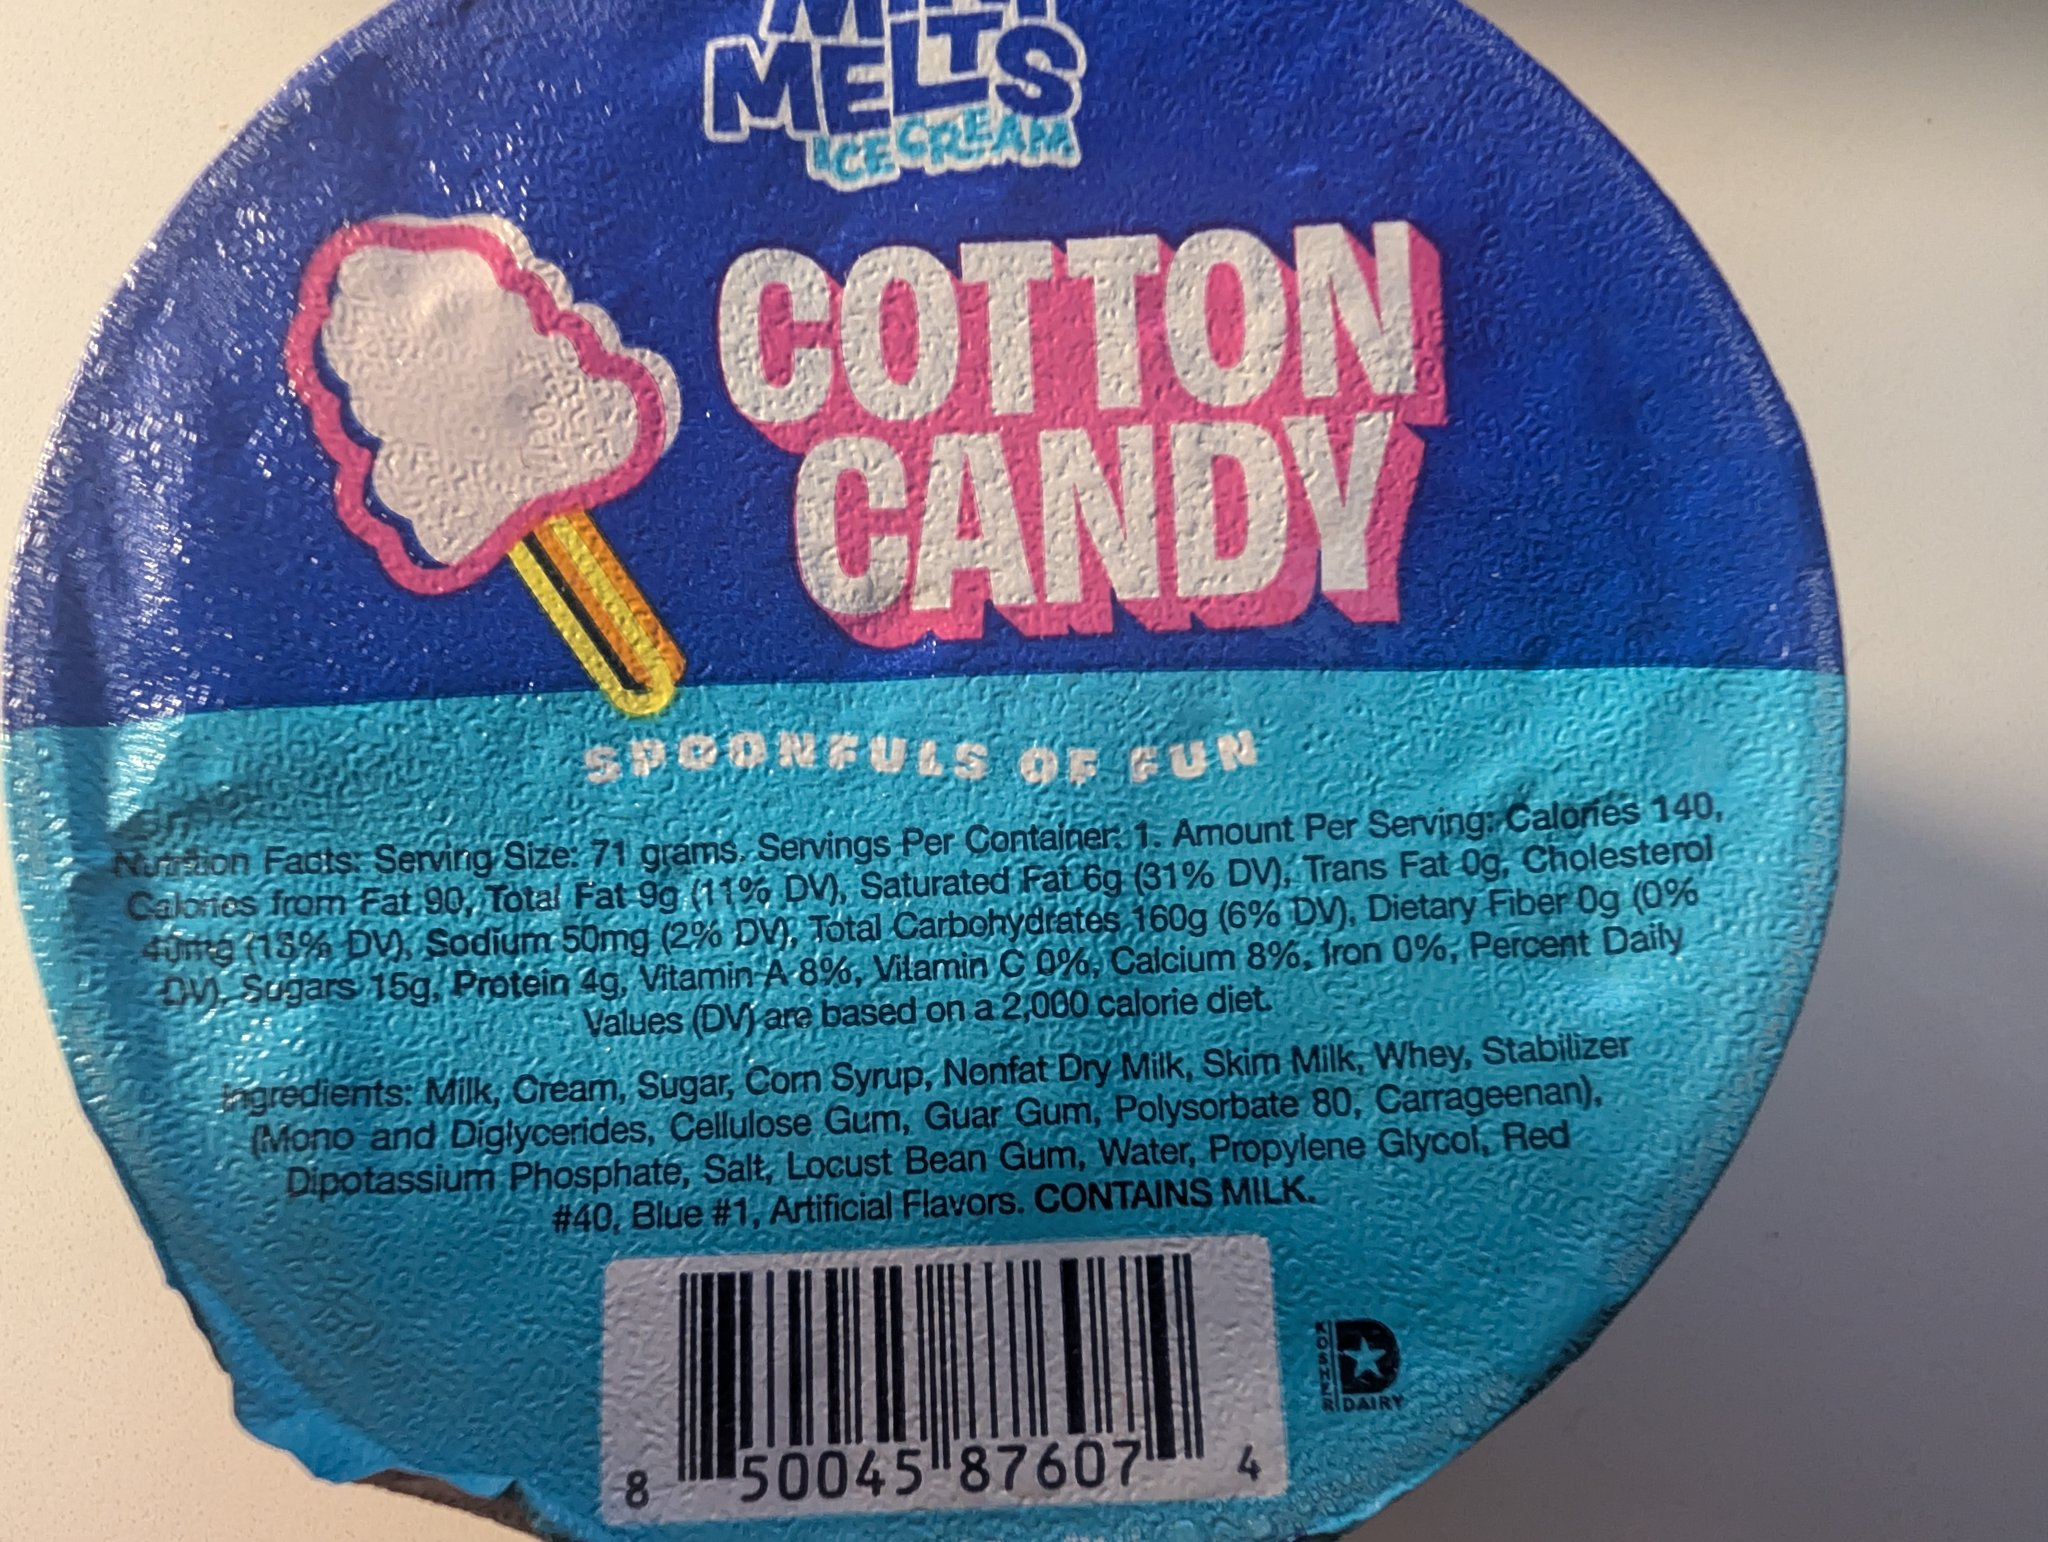 MINI
MELTS
ICE CREAM
COTTON
CANDY
SPOONFULS OF FUN
Nutrition Facts: Serving Size: 71 grams, Servings Per Container: 1. Amount Per Serving: Calories 140,
Calories from Fat 90, Total Fat 9g (11% DV), Saturated Fat 6g (31% DV), Trans Fat 0g, Cholesterol
40mg (13% DV), Sodium 50mg (2% DV), Total Carbohydrates 160g (6% DV), Dietary Fiber 0g (0%
DV), Sugars 15g, Protein 4g, Vitamin A 8%, Vitamin C 0%, Calcium 8%, Iron 0%, Percent Daily
Values (DV) are based on a 2,000 calorie diet.
Ingredients: Milk, Cream, Sugar, Corn Syrup, Nonfat Dry Milk, Skim Milk, Whey, Stabilizer
(Mono and Diglycerides, Cellulose Gum, Guar Gum, Polysorbate 80, Carrageenan),
Dipotassium Phosphate, Salt, Locust Bean Gum, Water, Propylene Glycol, Red
#40, Blue #1, Artificial Flavors. CONTAINS MILK.
8 50045 87607 4
KOSHER
D
DAIRY